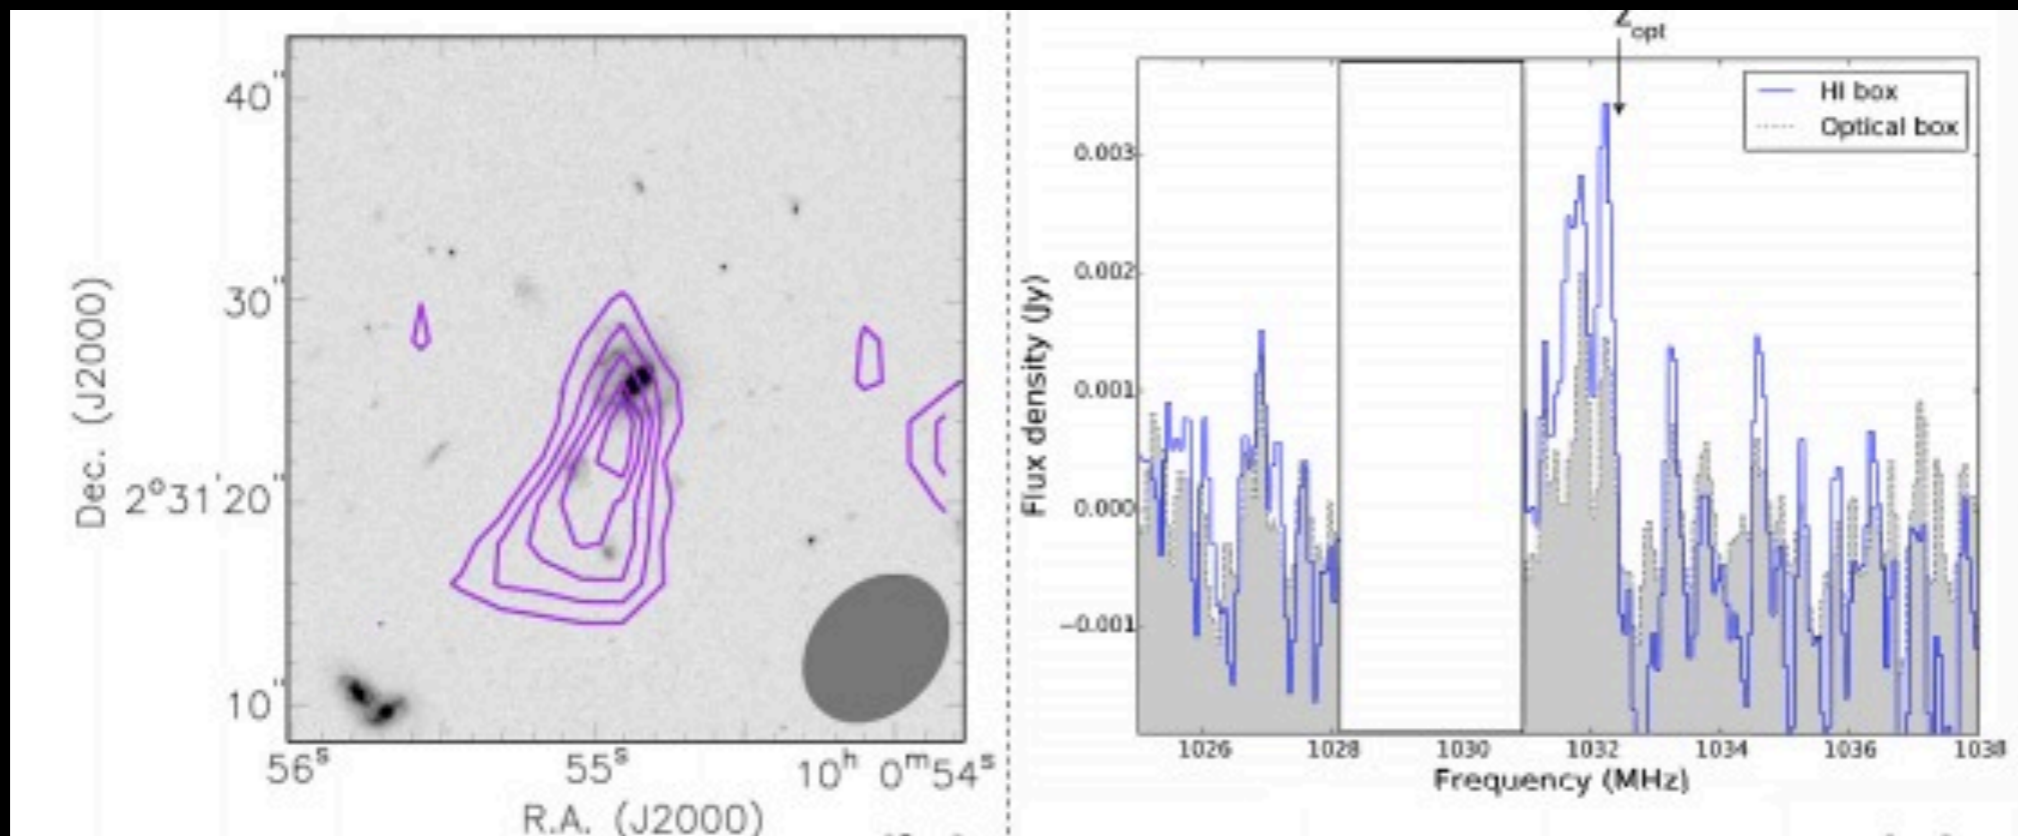 40"
30"
2°31'20"
10"
Dec. (J2000)
56s
55s
10h 0m54s
R.A. (J2000)
Zopt
HI box
Optical box
0.003
0.002
0.001
0.000
−0.001
Flux density (Jy)
1026
1028
1030
1032
1034
1036
1038
Frequency (MHz)